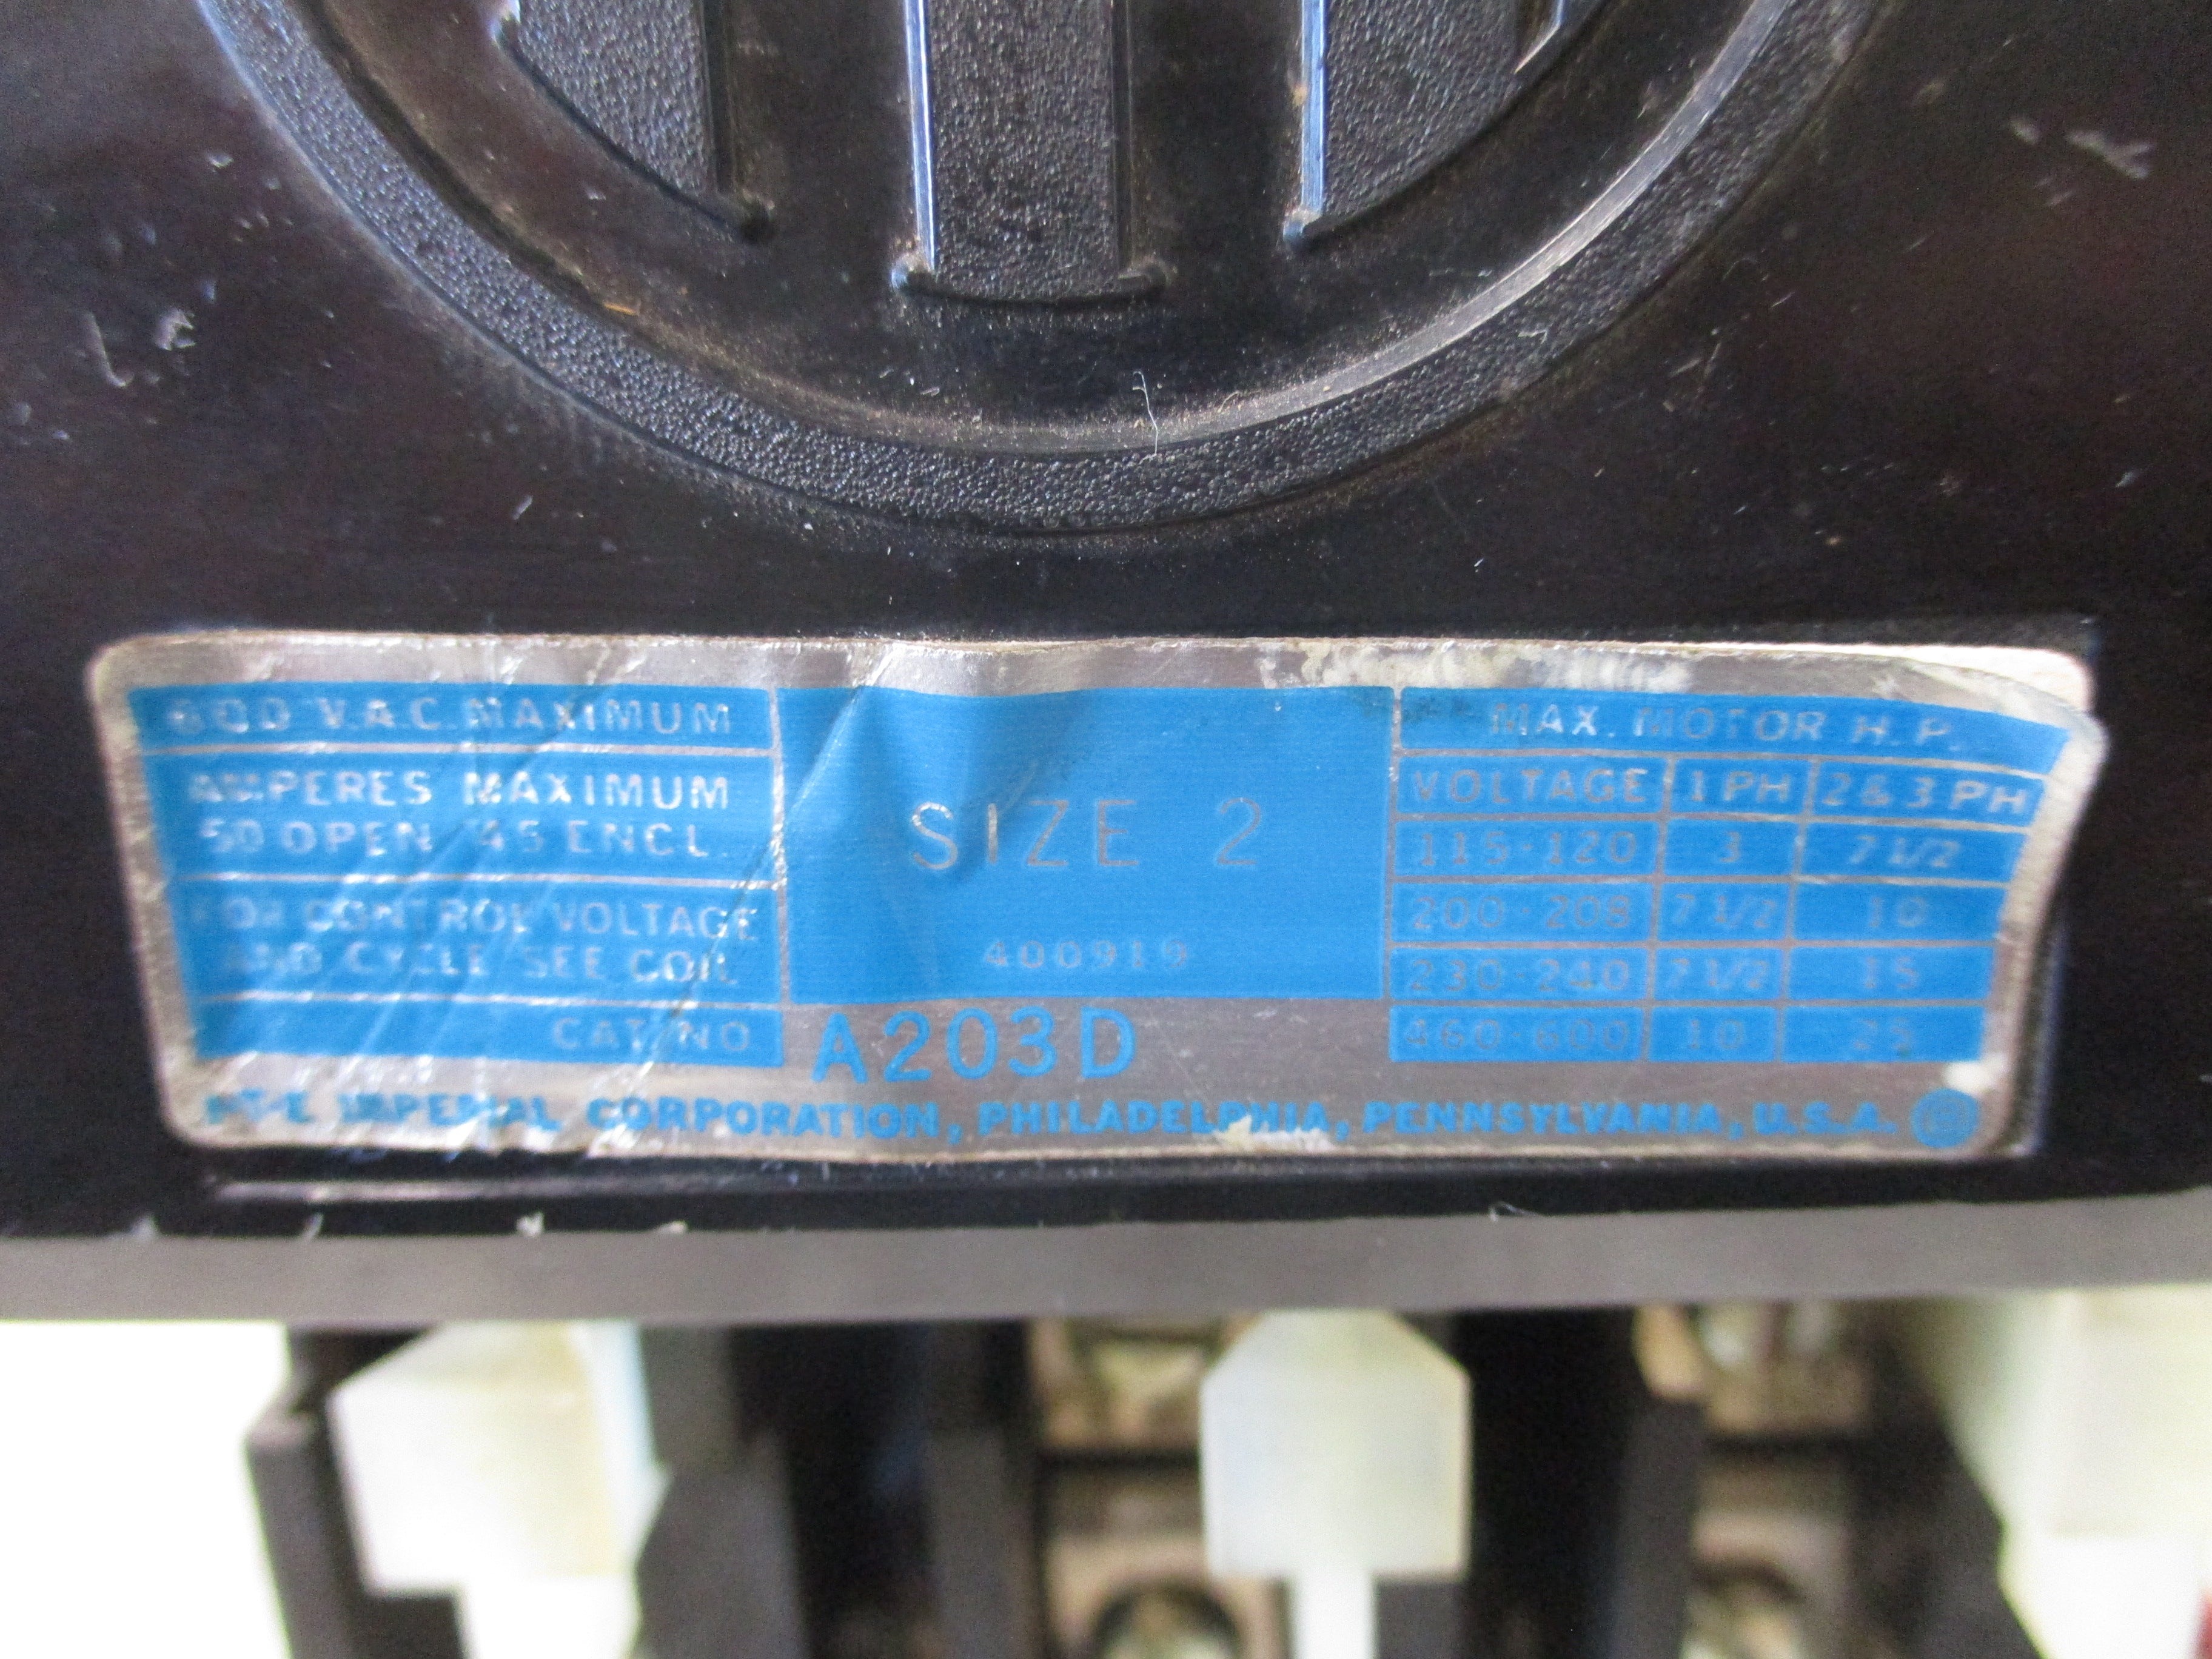 600 V.A.C. MAXIMUM
AMPERES MAXIMUM
50 OPEN 45 ENCL.
FOR CONTROL VOLTAGE
AND CYCLE SEE COIL
CAT. NO. A203D
SIZE 2
400919
MAX. MOTOR H.P.
VOLTAGE 1 PH 2 & 3 PH
115-120 3 7 1/2
200-208 7 1/2 10
230-240 7 1/2 15
460-600 10 25
I-T-E IMPERIAL CORPORATION, PHILADELPHIA, PENNSYLVANIA, U.S.A.